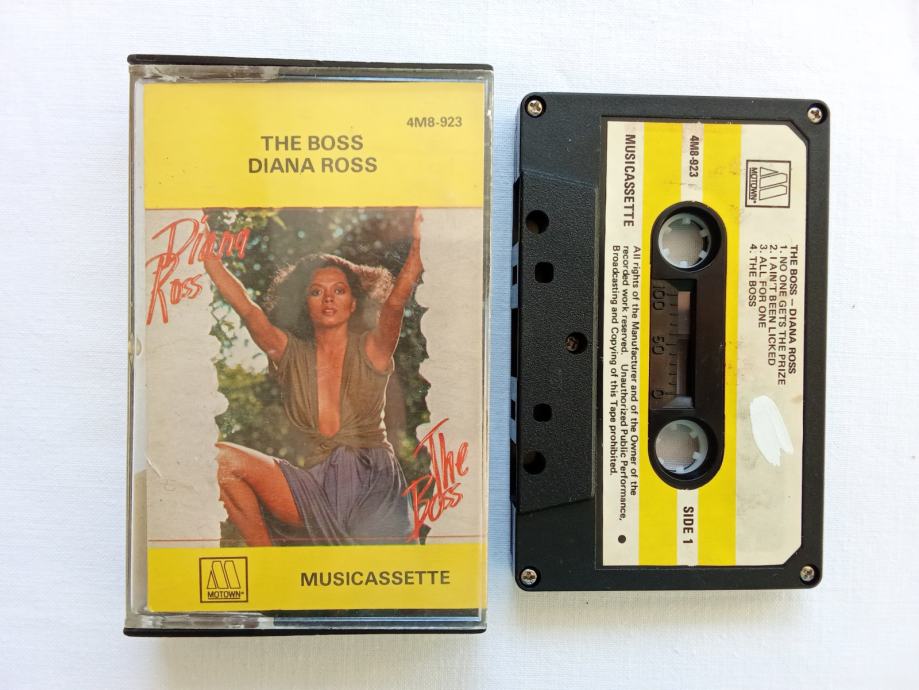 4M8-923
THE BOSS
DIANA ROSS
Diana
Ross
The
Boss
MOTOWN®
MUSICASSETTE
MOTOWN®
THE BOSS – DIANA ROSS
1. NO ONE GETS THE PRIZE
2. I AIN'T BEEN LICKED
3. ALL FOR ONE
4. THE BOSS
4M8-923
SIDE 1
MUSICASSETTE
100 50 0
All rights of the Manufacturer and of the Owner of the
recorded work reserved. Unauthorized Public Performance,
Broadcasting and Copying of this Tape prohibited.